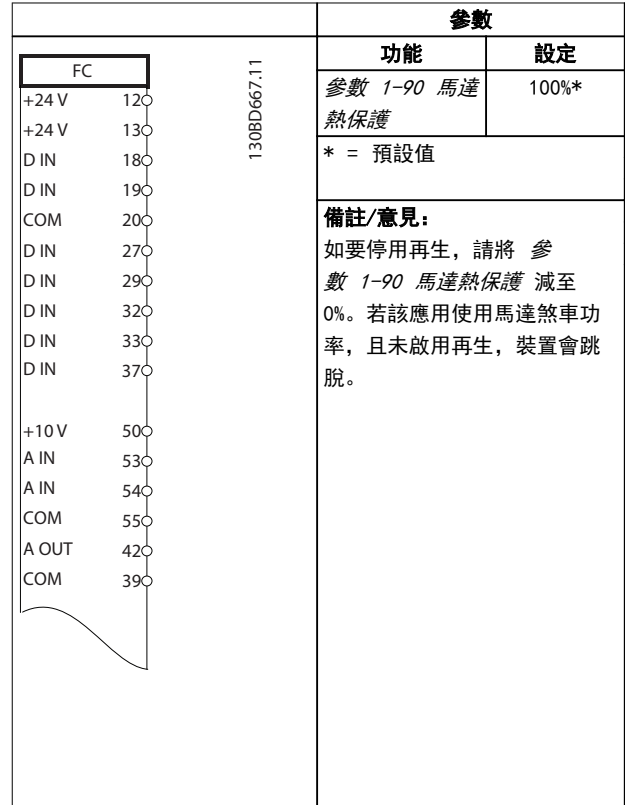 FC
+24 V 12
+24 V 13
D IN 18
D IN 19
COM 20
D IN 27
D IN 29
D IN 32
D IN 33
D IN 37
+10 V 50
A IN 53
A IN 54
COM 55
A OUT 42
COM 39
130BD667.11
參數
功能 設定
參數 1-90 馬達 100%*
熱保護
* = 預設值
備註/意見：
如要停用再生，請將 參
數 1-90 馬達熱保護 減至
0%。若該應用使用馬達煞車功
率，且未啟用再生，裝置會跳
脫。